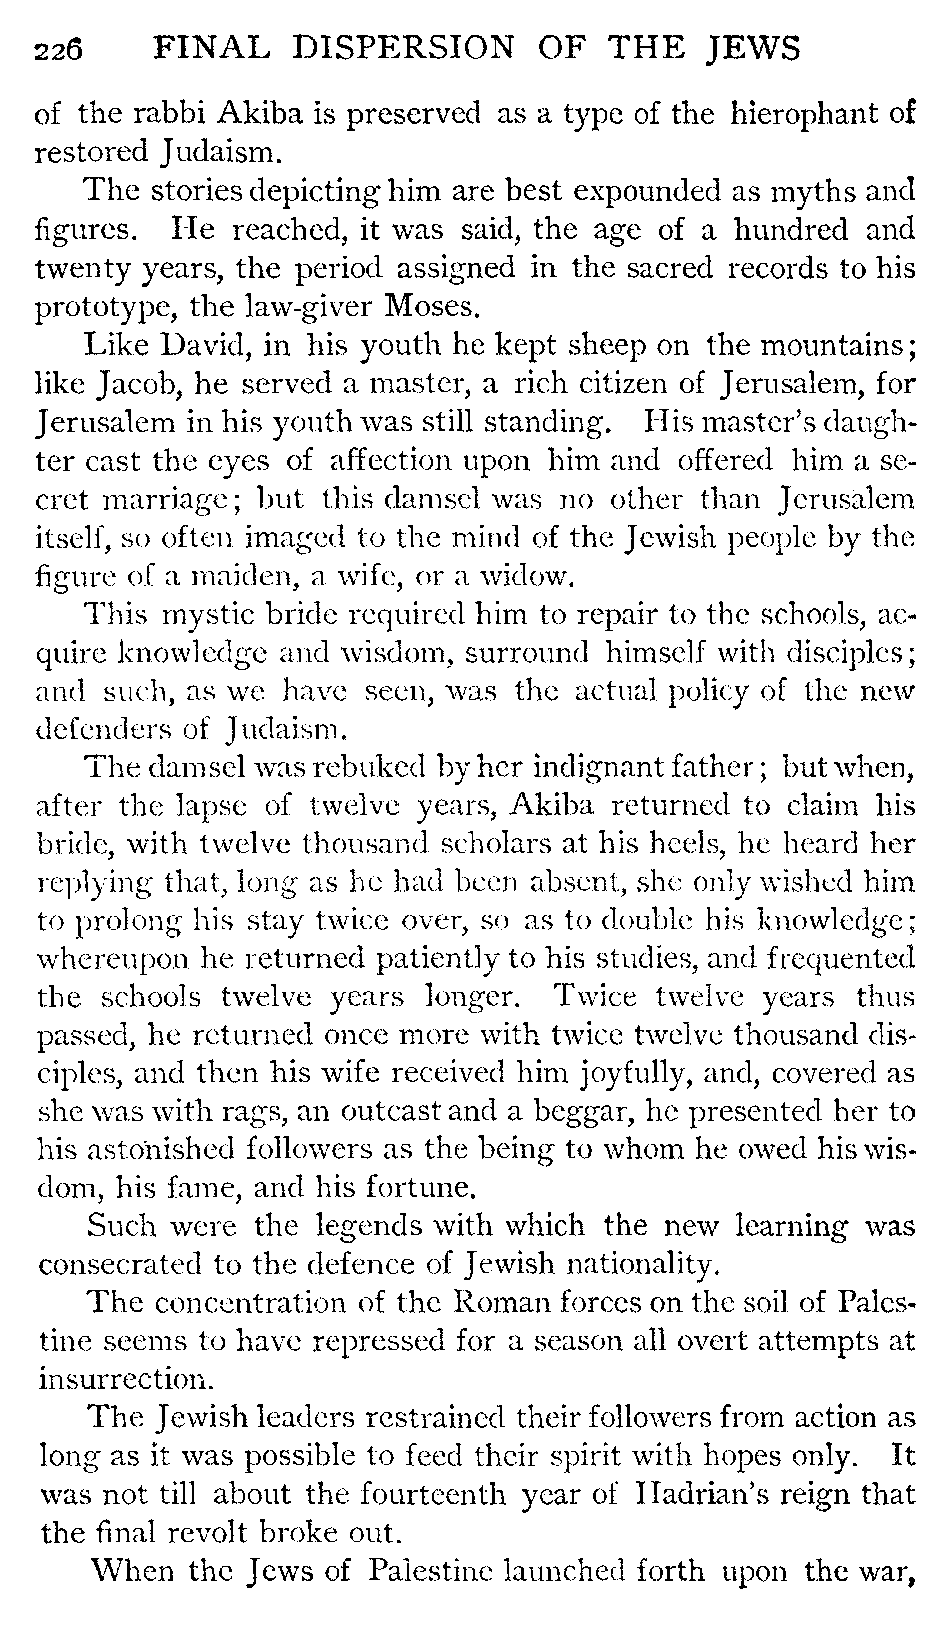 226 FINAL DISPERSION OF THE JEWS
of the rabbi Akiba is preserved as a type of the hierophant of
restored Judaism.
The stories depicting him are best expounded as myths and
figures. He reached, it was said, the age of a hundred and
twenty years, the period assigned in the sacred records to his
prototype, the law-giver Moses.
Like David, in his youth he kept sheep on the mountains;
like Jacob, he served a master, a rich citizen of Jerusalem, for
Jerusalem in his youth was still standing. His master's daugh-
ter cast the eyes of affection upon him and offered him a se-
cret marriage; but this damsel was no other than Jerusalem
itself, so often imaged to the mind of the Jewish people by the
figure of a maiden, a wife, or a widow.
This mystic bride required him to repair to the schools, ac-
quire knowledge and wisdom, surround himself with disciples;
and such, as we have seen, was the actual policy of the new
defenders of Judaism.
The damsel was rebuked by her indignant father; but when,
after the lapse of twelve years, Akiba returned to claim his
bride, with twelve thousand scholars at his heels, he heard her
replying that, long as he had been absent, she only wished him
to prolong his stay twice over, so as to double his knowledge;
whereupon he returned patiently to his studies, and frequented
the schools twelve years longer. Twice twelve years thus
passed, he returned once more with twice twelve thousand dis-
ciples, and then his wife received him joyfully, and, covered as
she was with rags, an outcast and a beggar, he presented her to
his astonished followers as the being to whom he owed his wis-
dom, his fame, and his fortune.
Such were the legends with which the new learning was
consecrated to the defence of Jewish nationality.
The concentration of the Roman forces on the soil of Pales-
tine seems to have repressed for a season all overt attempts at
insurrection.
The Jewish leaders restrained their followers from action as
long as it was possible to feed their spirit with hopes only. It
was not till about the fourteenth year of Hadrian's reign that
the final revolt broke out.
When the Jews of Palestine launched forth upon the war,